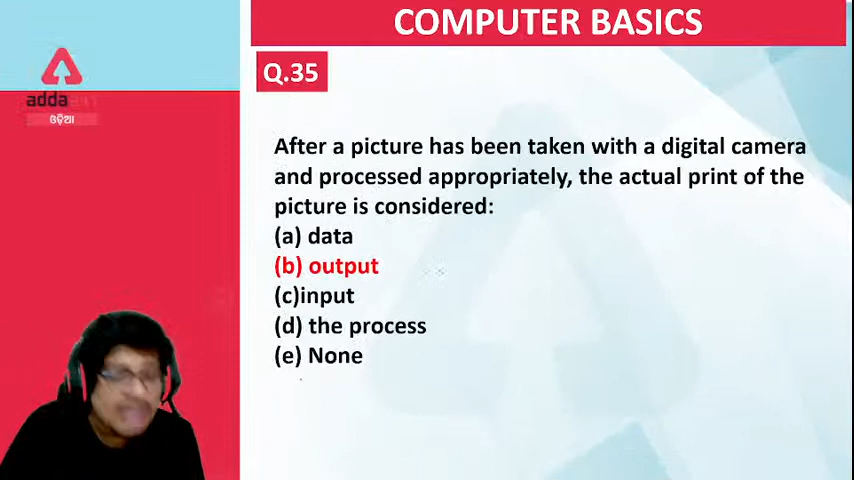 COMPUTER BASICS
Q.35
adda
ଓଡ଼ିଆ
After a picture has been taken with a digital camera
and processed appropriately, the actual print of the
picture is considered:
(a) data
(b) output
(c)input
(d) the process
(e) None